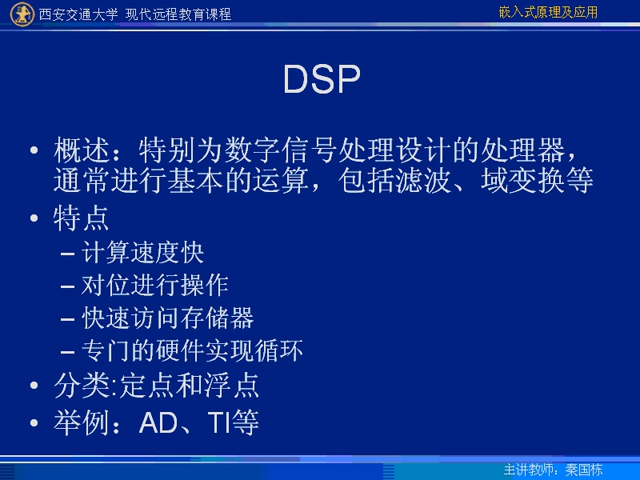 西安交通大学 现代远程教育课程
嵌入式原理及应用
DSP
• 概述：特别为数字信号处理设计的处理器，
通常进行基本的运算，包括滤波、域变换等
• 特点
– 计算速度快
– 对位进行操作
– 快速访问存储器
– 专门的硬件实现循环
• 分类:定点和浮点
• 举例：AD、TI等
主讲教师：秦国栋